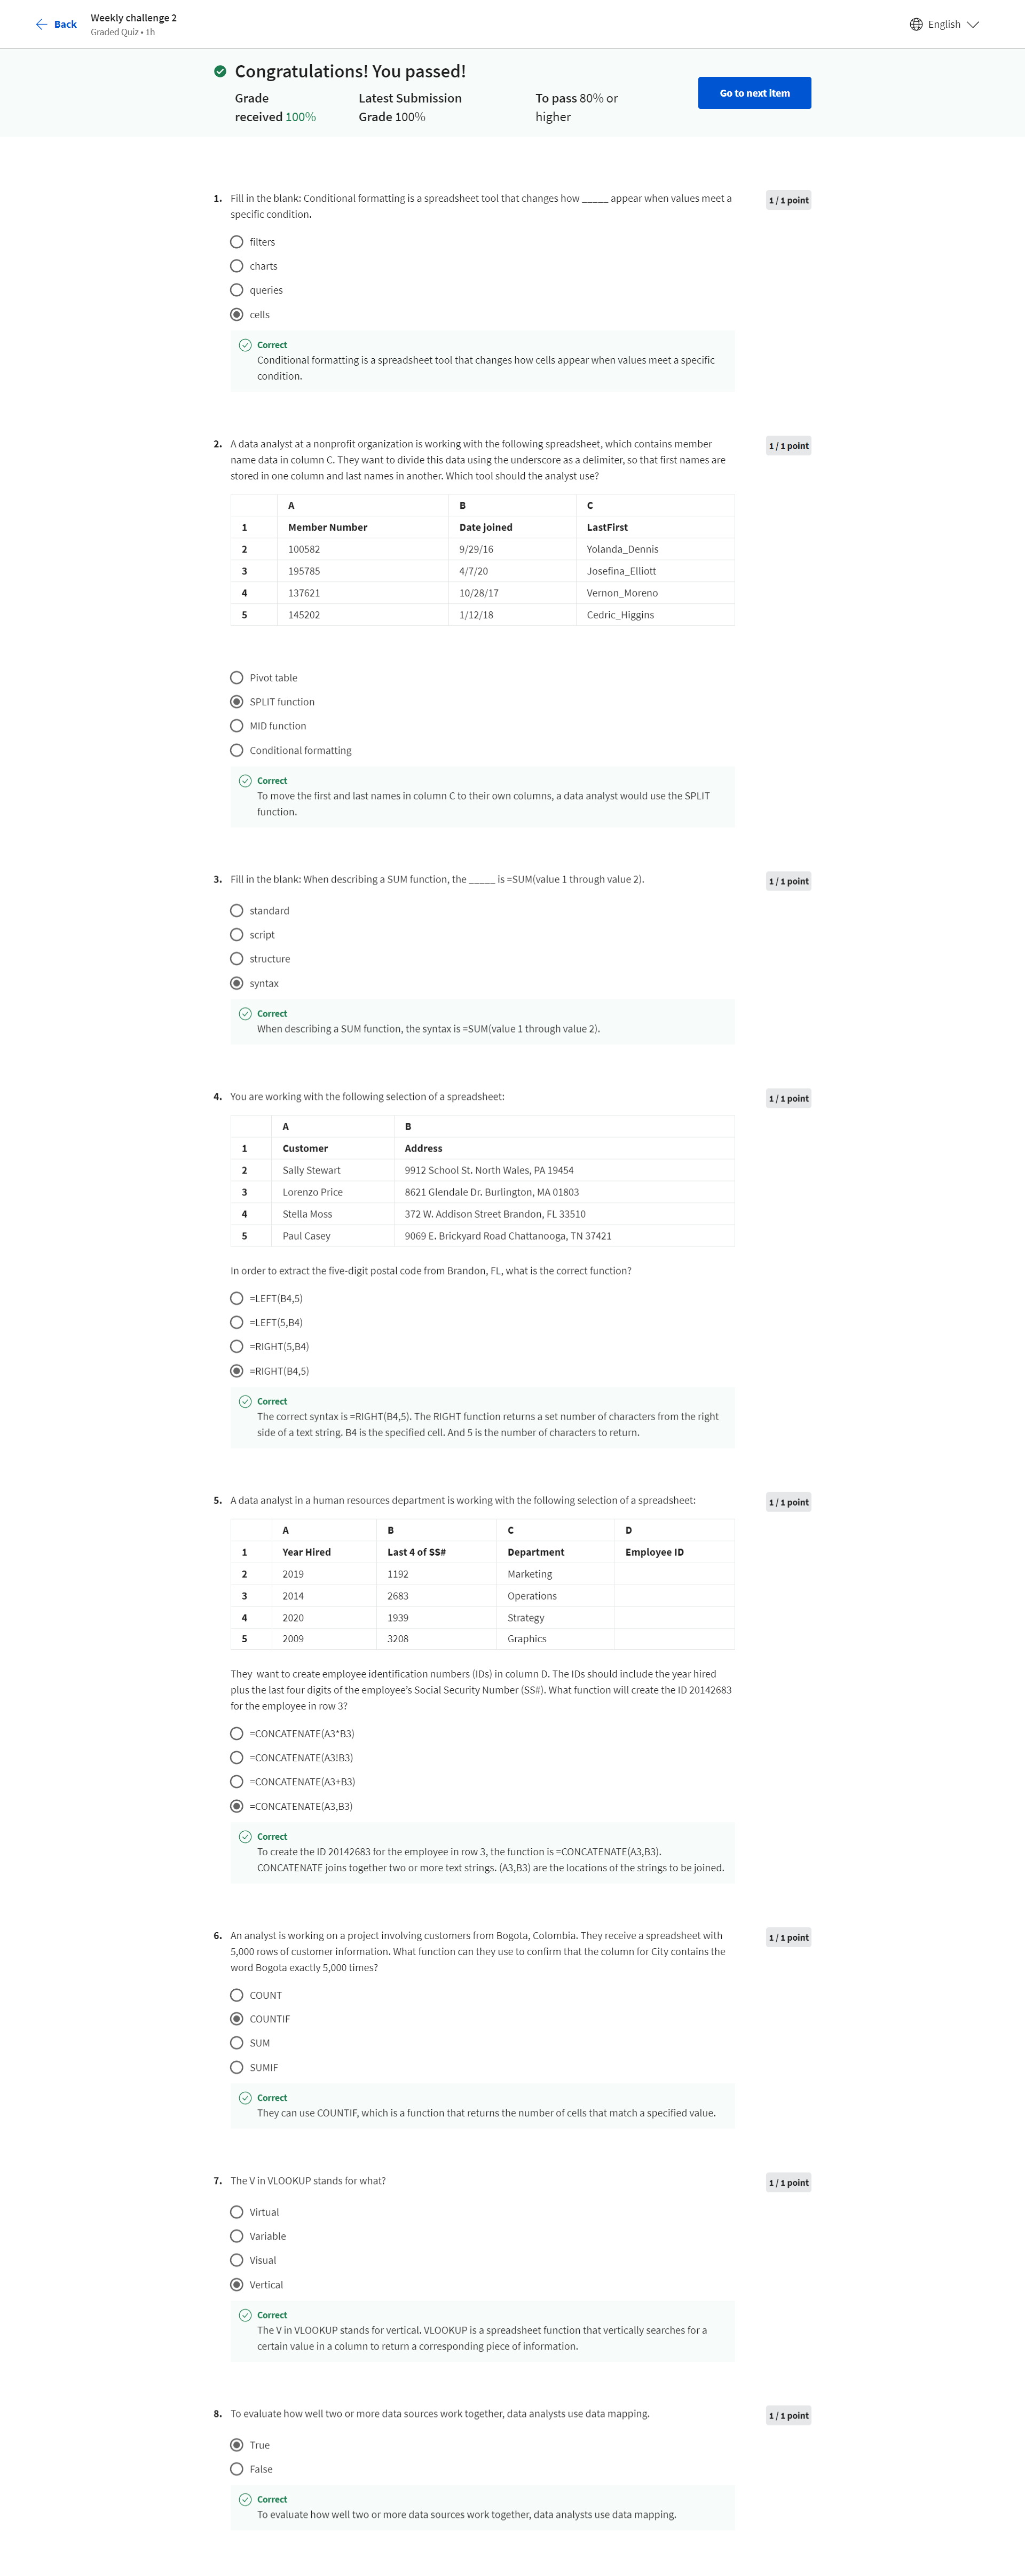 Back
Weekly challenge 2
Graded Quiz • 1h
English
Congratulations! You passed!
Grade
received 100%
Latest Submission
Grade 100%
To pass 80% or
higher
Go to next item
1. Fill in the blank: Conditional formatting is a spreadsheet tool that changes how _____ appear when values meet a
specific condition.
1 / 1 point
filters
charts
queries
cells
Correct
Conditional formatting is a spreadsheet tool that changes how cells appear when values meet a specific
condition.
2. A data analyst at a nonprofit organization is working with the following spreadsheet, which contains member
name data in column C. They want to divide this data using the underscore as a delimiter, so that first names are
stored in one column and last names in another. Which tool should the analyst use?
1 / 1 point
A B C
1 Member Number Date joined LastFirst
2 100582 9/29/16 Yolanda_Dennis
3 195785 4/7/20 Josefina_Elliott
4 137621 10/28/17 Vernon_Moreno
5 145202 1/12/18 Cedric_Higgins
Pivot table
SPLIT function
MID function
Conditional formatting
Correct
To move the first and last names in column C to their own columns, a data analyst would use the SPLIT
function.
3. Fill in the blank: When describing a SUM function, the _____ is =SUM(value 1 through value 2).
1 / 1 point
standard
script
structure
syntax
Correct
When describing a SUM function, the syntax is =SUM(value 1 through value 2).
4. You are working with the following selection of a spreadsheet:
1 / 1 point
A B
1 Customer Address
2 Sally Stewart 9912 School St. North Wales, PA 19454
3 Lorenzo Price 8621 Glendale Dr. Burlington, MA 01803
4 Stella Moss 372 W. Addison Street Brandon, FL 33510
5 Paul Casey 9069 E. Brickyard Road Chattanooga, TN 37421
In order to extract the five-digit postal code from Brandon, FL, what is the correct function?
=LEFT(B4,5)
=LEFT(5,B4)
=RIGHT(5,B4)
=RIGHT(B4,5)
Correct
The correct syntax is =RIGHT(B4,5). The RIGHT function returns a set number of characters from the right
side of a text string. B4 is the specified cell. And 5 is the number of characters to return.
5. A data analyst in a human resources department is working with the following selection of a spreadsheet:
1 / 1 point
A B C D
1 Year Hired Last 4 of SS# Department Employee ID
2 2019 1192 Marketing
3 2014 2683 Operations
4 2020 1939 Strategy
5 2009 3208 Graphics
They want to create employee identification numbers (IDs) in column D. The IDs should include the year hired
plus the last four digits of the employee’s Social Security Number (SS#). What function will create the ID 20142683
for the employee in row 3?
=CONCATENATE(A3*B3)
=CONCATENATE(A3!B3)
=CONCATENATE(A3+B3)
=CONCATENATE(A3,B3)
Correct
To create the ID 20142683 for the employee in row 3, the function is =CONCATENATE(A3,B3).
CONCATENATE joins together two or more text strings. (A3,B3) are the locations of the strings to be joined.
6. An analyst is working on a project involving customers from Bogota, Colombia. They receive a spreadsheet with
5,000 rows of customer information. What function can they use to confirm that the column for City contains the
word Bogota exactly 5,000 times?
1 / 1 point
COUNT
COUNTIF
SUM
SUMIF
Correct
They can use COUNTIF, which is a function that returns the number of cells that match a specified value.
7. The V in VLOOKUP stands for what?
1 / 1 point
Virtual
Variable
Visual
Vertical
Correct
The V in VLOOKUP stands for vertical. VLOOKUP is a spreadsheet function that vertically searches for a
certain value in a column to return a corresponding piece of information.
8. To evaluate how well two or more data sources work together, data analysts use data mapping.
1 / 1 point
True
False
Correct
To evaluate how well two or more data sources work together, data analysts use data mapping.